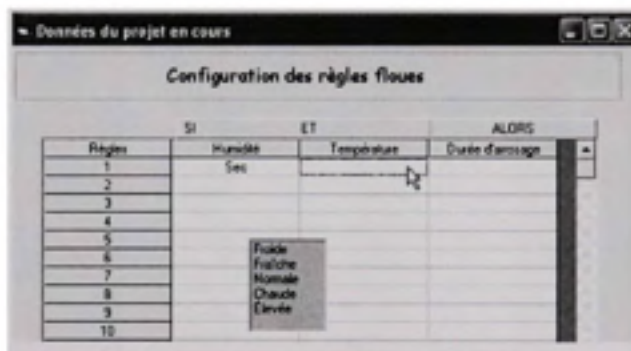 Données du projet en cours
Configuration des règles floues
SI ET ALORS
Règles Humidité Température Durée d'arrosage
1 Sec
2
3
4
5
6
7
8
9
10
Froide
Fraîche
Normale
Chaude
Élevée